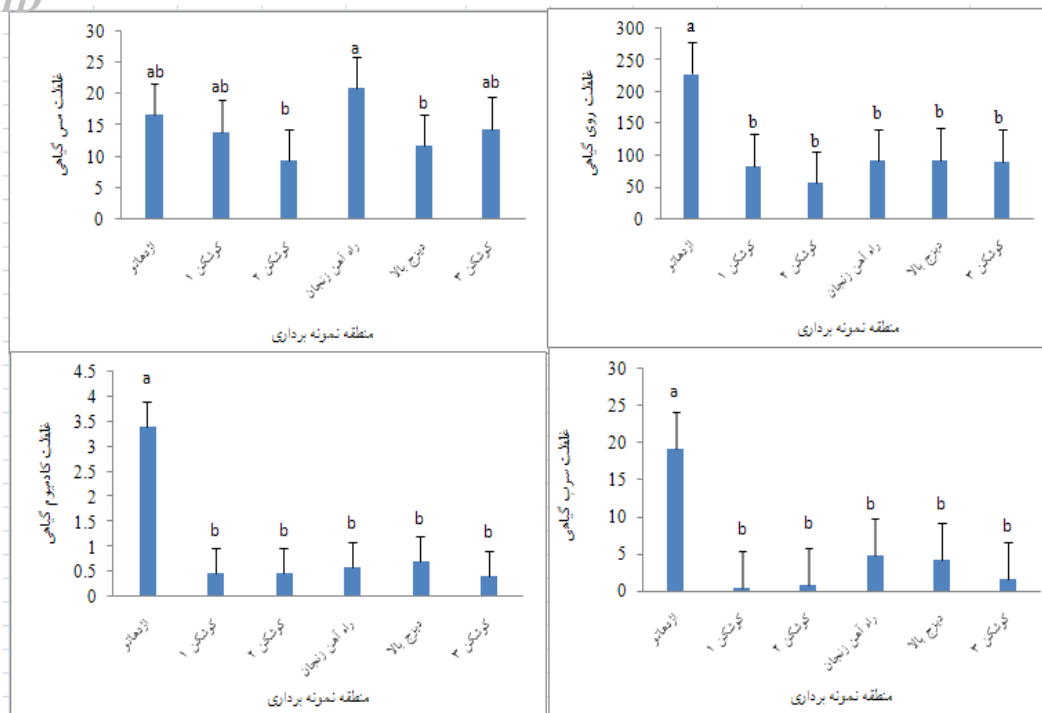 غلظت مس گیاهی
30
25
20
15
10
5
0
ab
ab
b
a
b
ab
اژدهاتو
کوشکن ۱
کوشکن ۲
راه آهن زنجان
دیزج بالا
کوشکن ۳
منطقه نمونه برداری
غلظت روی گیاهی
300
250
200
150
100
50
0
a
b
b
b
b
b
اژدهاتو
کوشکن ۱
کوشکن ۲
راه آهن زنجان
دیزج بالا
کوشکن ۳
منطقه نمونه برداری
غلظت کادمیوم گیاهی
4.5
4
3.5
3
2.5
2
1.5
1
0.5
0
a
b
b
b
b
b
اژدهاتو
کوشکن ۱
کوشکن ۲
راه آهن زنجان
دیزج بالا
کوشکن ۳
منطقه نمونه برداری
غلظت سرب گیاهی
30
25
20
15
10
5
0
a
b
b
b
b
b
اژدهاتو
کوشکن ۱
کوشکن ۲
راه آهن زنجان
دیزج بالا
کوشکن ۳
منطقه نمونه برداری